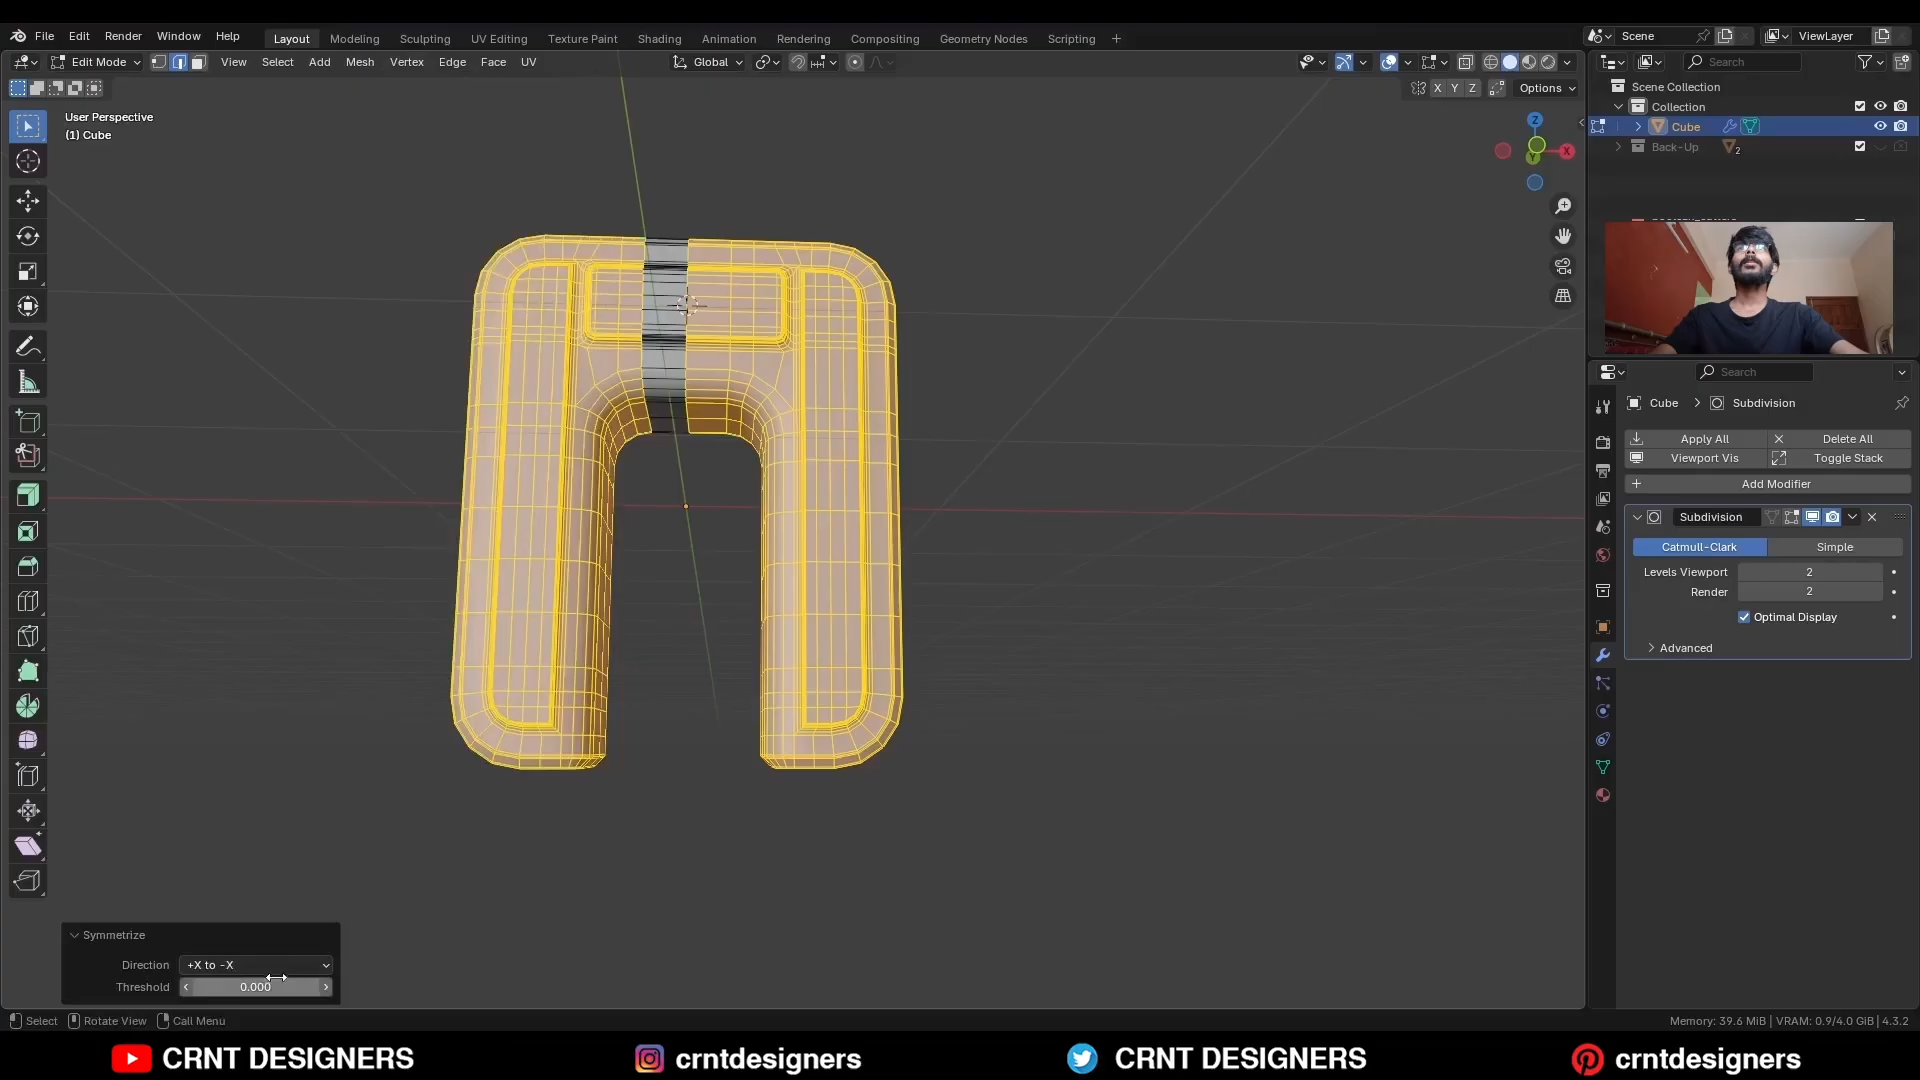 File Edit Render Window Help Layout Modeling Sculpting UV Editing Texture Paint Shading Animation Rendering Compositing Geometry Nodes Scripting + Scene ViewLayer
Edit Mode View Select Add Mesh Vertex Edge Face UV Global Search
X Y Z Options
Scene Collection
Collection
Cube
Back-Up 2
User Perspective
(1) Cube
Z
Y
X
Search
Cube > Subdivision
Apply All Delete All
Viewport Vis Toggle Stack
Add Modifier
Subdivision
Catmull-Clark Simple
Levels Viewport 2
Render 2
Optimal Display
Advanced
Symmetrize
Direction +X to -X
Threshold 0.000
Select Rotate View Call Menu Memory: 39.6 MiB | VRAM: 0.9/4.0 GiB | 4.3.2
CRNT DESIGNERS crntdesigners CRNT DESIGNERS crntdesigners